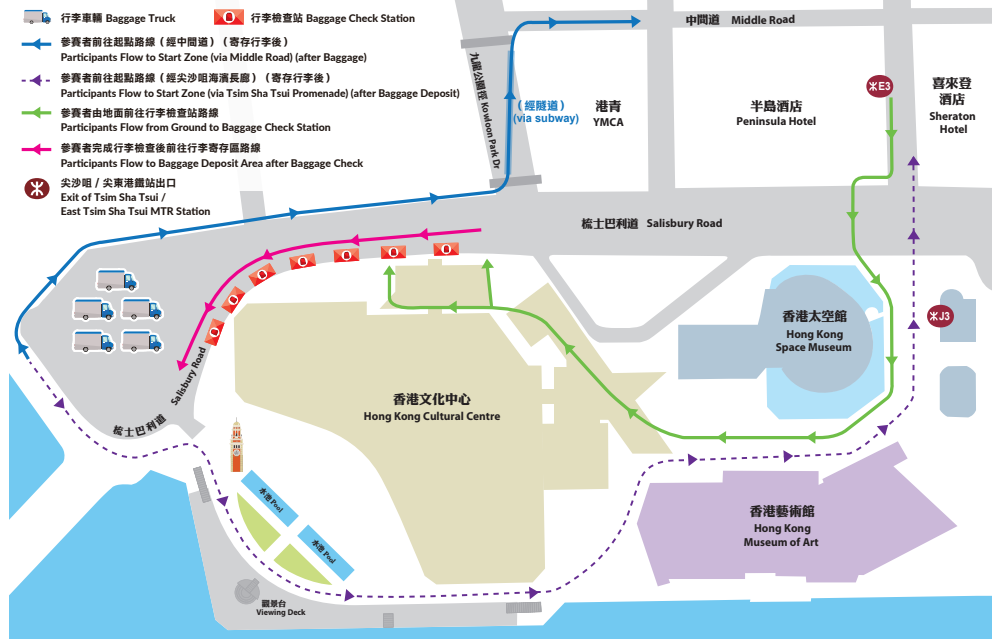 行李車輛 Baggage Truck
行李檢查站 Baggage Check Station
參賽者前往起點路線（經中間道）（寄存行李後）
Participants Flow to Start Zone (via Middle Road) (after Baggage)
參賽者前往起點路線（經尖沙咀海濱長廊）（寄存行李後）
Participants Flow to Start Zone (via Tsim Sha Tsui Promenade) (after Baggage Deposit)
參賽者由地面前往行李檢查站路線
Participants Flow from Ground to Baggage Check Station
參賽者完成行李檢查後前往行李寄存區路線
Participants Flow to Baggage Deposit Area after Baggage Check
尖沙咀 / 尖東港鐵站出口
Exit of Tsim Sha Tsui /
East Tsim Sha Tsui MTR Station
中間道 Middle Road
九龍公園徑 Kowloon Park Dr
（經隧道）
(via subway)
港青
YMCA
半島酒店
Peninsula Hotel
E3
喜來登
酒店
Sheraton
Hotel
梳士巴利道 Salisbury Road
香港太空館
Hong Kong
Space Museum
J3
Salisbury Road
梳士巴利道
香港文化中心
Hong Kong Cultural Centre
水池 Pool
水池 Pool
香港藝術館
Hong Kong
Museum of Art
觀景台
Viewing Deck